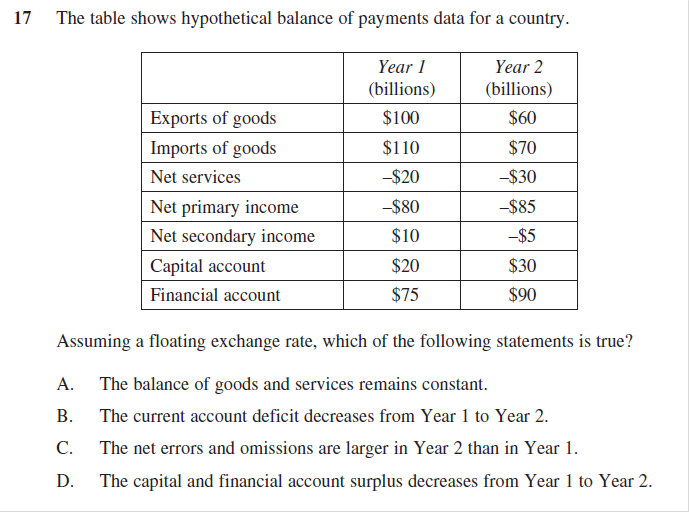 17 The table shows hypothetical balance of payments data for a country.
Year 1 Year 2
(billions) (billions)
Exports of goods $100 $60
Imports of goods $110 $70
Net services –$20 –$30
Net primary income –$80 –$85
Net secondary income $10 –$5
Capital account $20 $30
Financial account $75 $90
Assuming a floating exchange rate, which of the following statements is true?
A. The balance of goods and services remains constant.
B. The current account deficit decreases from Year 1 to Year 2.
C. The net errors and omissions are larger in Year 2 than in Year 1.
D. The capital and financial account surplus decreases from Year 1 to Year 2.